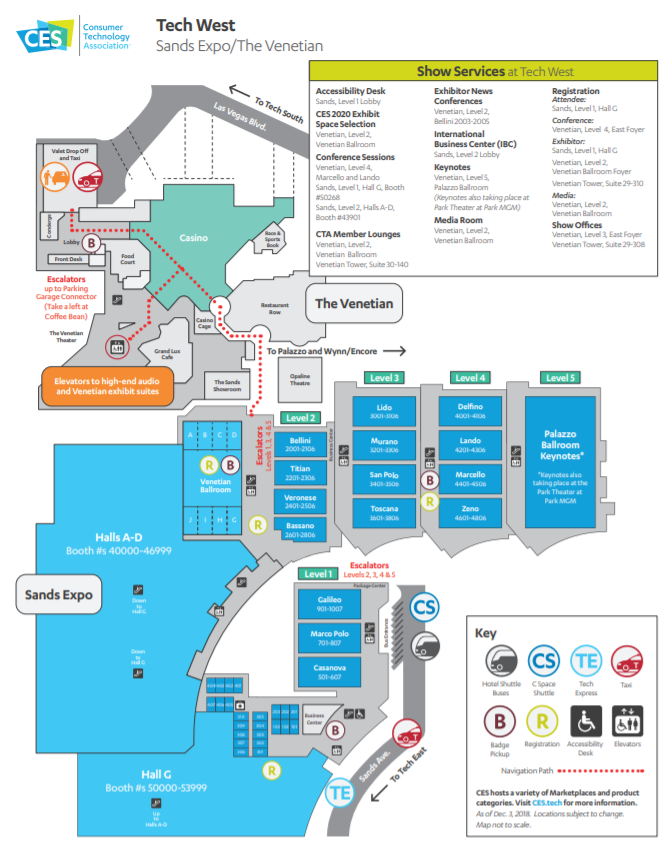 CES
Consumer
Technology
Association
Tech West
Sands Expo/The Venetian
Show Services at Tech West
Accessibility Desk
Sands, Level 1 Lobby
CES 2020 Exhibit
Space Selection
Venetian, Level 2,
Venetian Ballroom
Conference Sessions
Venetian, Level 4,
Marcello and Lando
Sands, Level 1, Hall G, Booth
#50268
Sands, Level 2, Halls A-D,
Booth #43901
CTA Member Lounges
Venetian, Level 2,
Venetian Ballroom
Venetian Tower, Suite 30-140
Exhibitor News
Conferences
Venetian, Level 2,
Bellini 2003-2005
International
Business Center (IBC)
Sands, Level 2 Lobby
Keynotes
Venetian, Level 5,
Palazzo Ballroom
(Keynotes also taking place at
Park Theater at Park MGM)
Media Room
Venetian, Level 2,
Venetian Ballroom
Registration
Attendee:
Sands, Level 1, Hall G
Conference:
Venetian, Level 4, East Foyer
Exhibitor:
Sands, Level 1, Hall G
Venetian, Level 2,
Venetian Ballroom Foyer
Venetian Tower, Suite 29-310
Media:
Venetian, Level 2,
Venetian Ballroom
Show Offices
Venetian, Level 3, East Foyer
Venetian Tower, Suite 29-308
To Tech South
Las Vegas Blvd.
Valet Drop Off
and Taxi
Concierge
Lobby
B
Front Desk
Food
Court
Casino
Race &
Sports
Book
Escalators
up to Parking
Garage Connector
(Take a left at
Coffee Bean)
The Venetian
Theater
Casino
Cage
Restaurant
Row
The Venetian
Grand Lux
Cafe
To Palazzo and Wynn/Encore
Elevators to high-end audio
and Venetian exhibit suites
The Sands
Showroom
Opaline
Theatre
Level 2
Bellini
2001-2106
Titian
2201-2306
Veronese
2401-2506
Bassano
2601-2806
Business Center
Level 3
Lido
3001-3106
Murano
3201-3306
San Polo
3401-3506
Toscana
3601-3806
Level 4
Delfino
4001-4106
Lando
4201-4306
Marcello
4401-4506
Zeno
4601-4806
B
R
Level 5
Palazzo
Ballroom
Keynotes*
*Keynotes also
taking place at the
Park Theater at
Park MGM
A B C D
R B
Venetian
Ballroom
J I H G
Escalators
Levels 1, 3, 4 & 5
R
Halls A-D
Booth #s 40000-46999
Sands Expo
Down
to
Hall G
Down
to
Hall G
Level 1
Escalators
Levels 2, 3, 4 & 5
Package Center
Galileo
901-1007
Marco Polo
701-807
Casanova
501-607
Bus Entrance
CS
Business
Center
B
R
Hall G
Booth #s 50000-53999
Up
to
Halls A-D
TE
Sands Ave.
To Tech East
Key
Hotel Shuttle
Buses
CS
C Space
Shuttle
TE
Tech
Express
Taxi
B
Badge
Pickup
R
Registration
Accessibility
Desk
Elevators
Navigation Path
CES hosts a variety of Marketplaces and product
categories. Visit CES.tech for more information.
As of Dec. 3, 2018. Locations subject to change.
Map not to scale.